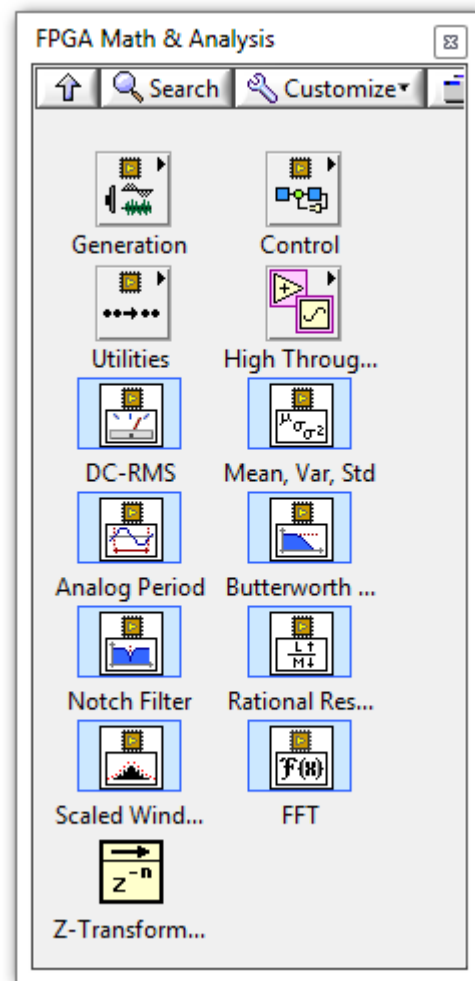 FPGA Math & Analysis
Search Customize
Generation Control
Utilities High Throug...
μ σ σ²
DC-RMS Mean, Var, Std
Analog Period Butterworth ...
L↑
M↓
Notch Filter Rational Res...
F(x)
Scaled Wind... FFT
z⁻ⁿ
Z-Transform...